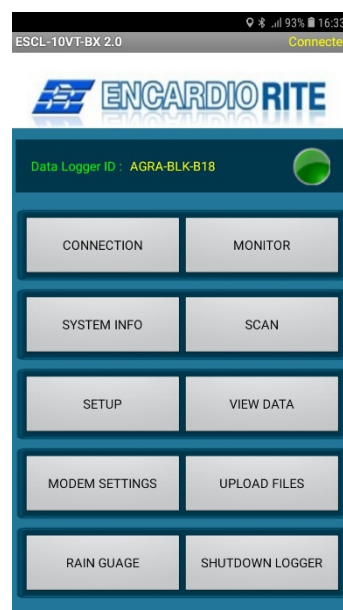 93% 16:33
ESCL-10VT-BX 2.0 Connecte
ENCARDIO RITE
Data Logger ID : AGRA-BLK-B18
CONNECTION MONITOR
SYSTEM INFO SCAN
SETUP VIEW DATA
MODEM SETTINGS UPLOAD FILES
RAIN GUAGE SHUTDOWN LOGGER